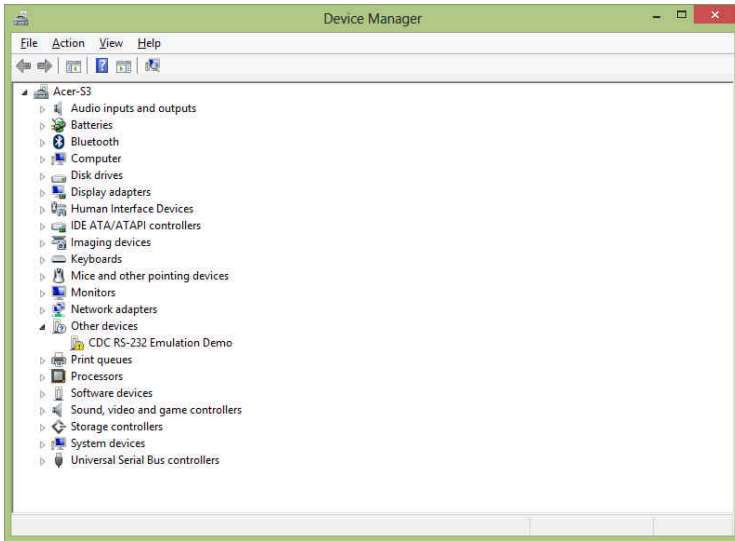 Device Manager
File Action View Help
Acer-S3
Audio inputs and outputs
Batteries
Bluetooth
Computer
Disk drives
Display adapters
Human Interface Devices
IDE ATA/ATAPI controllers
Imaging devices
Keyboards
Mice and other pointing devices
Monitors
Network adapters
Other devices
CDC RS-232 Emulation Demo
Print queues
Processors
Software devices
Sound, video and game controllers
Storage controllers
System devices
Universal Serial Bus controllers